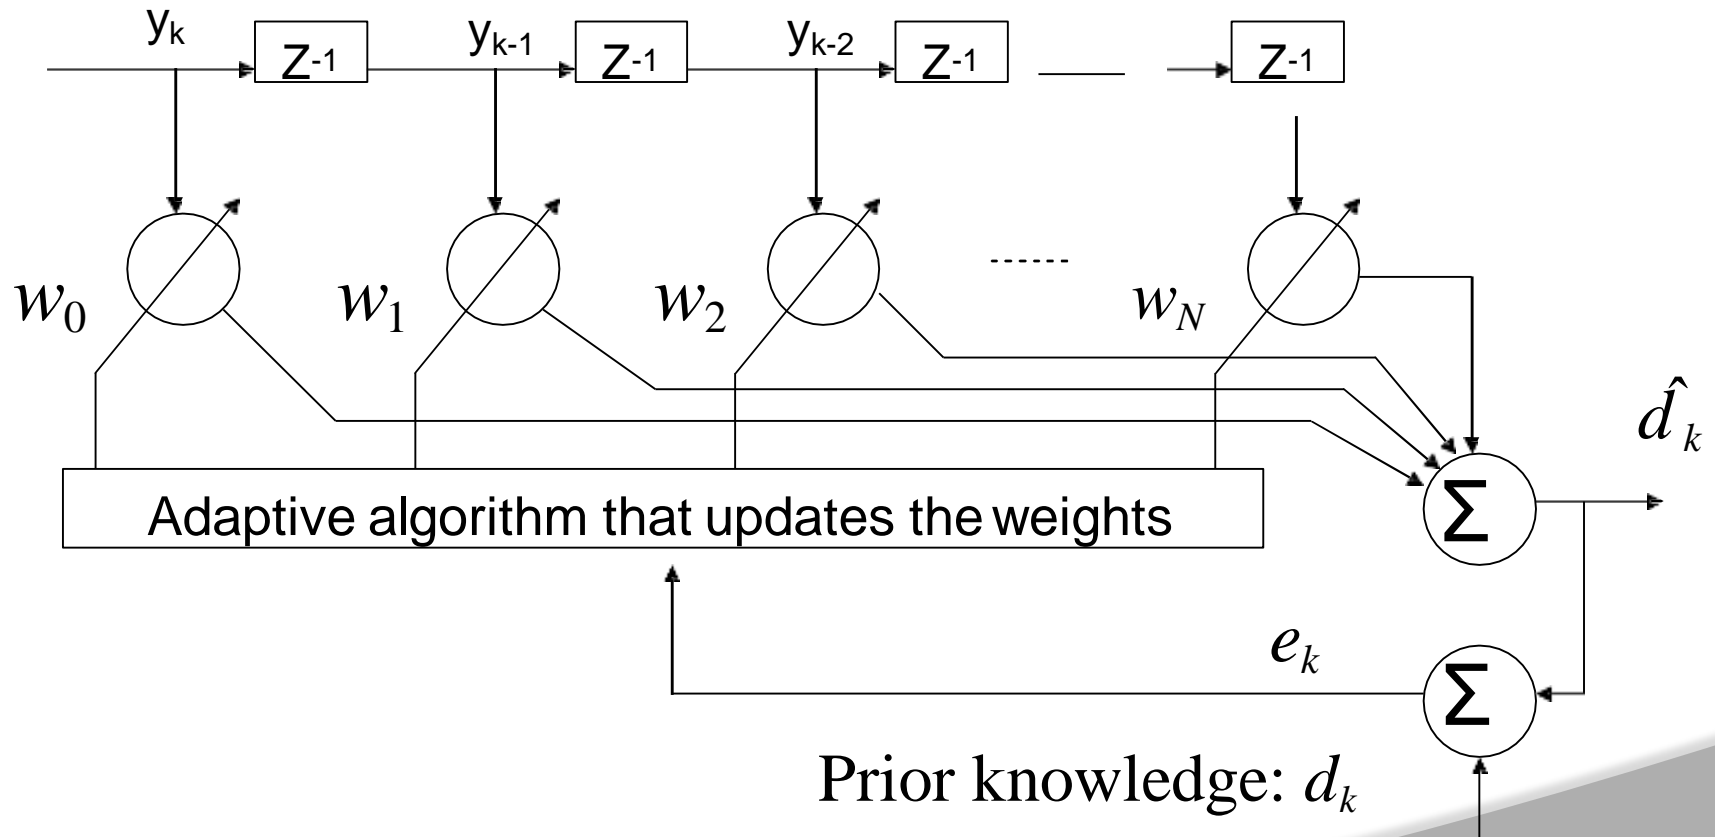 yₖ Z⁻¹ yₖ₋₁ Z⁻¹ yₖ₋₂ Z⁻¹ Z⁻¹
w₀ w₁ w₂ ...... w_N
d̂ₖ
Adaptive algorithm that updates the weights Σ
eₖ Σ
Prior knowledge: dₖ